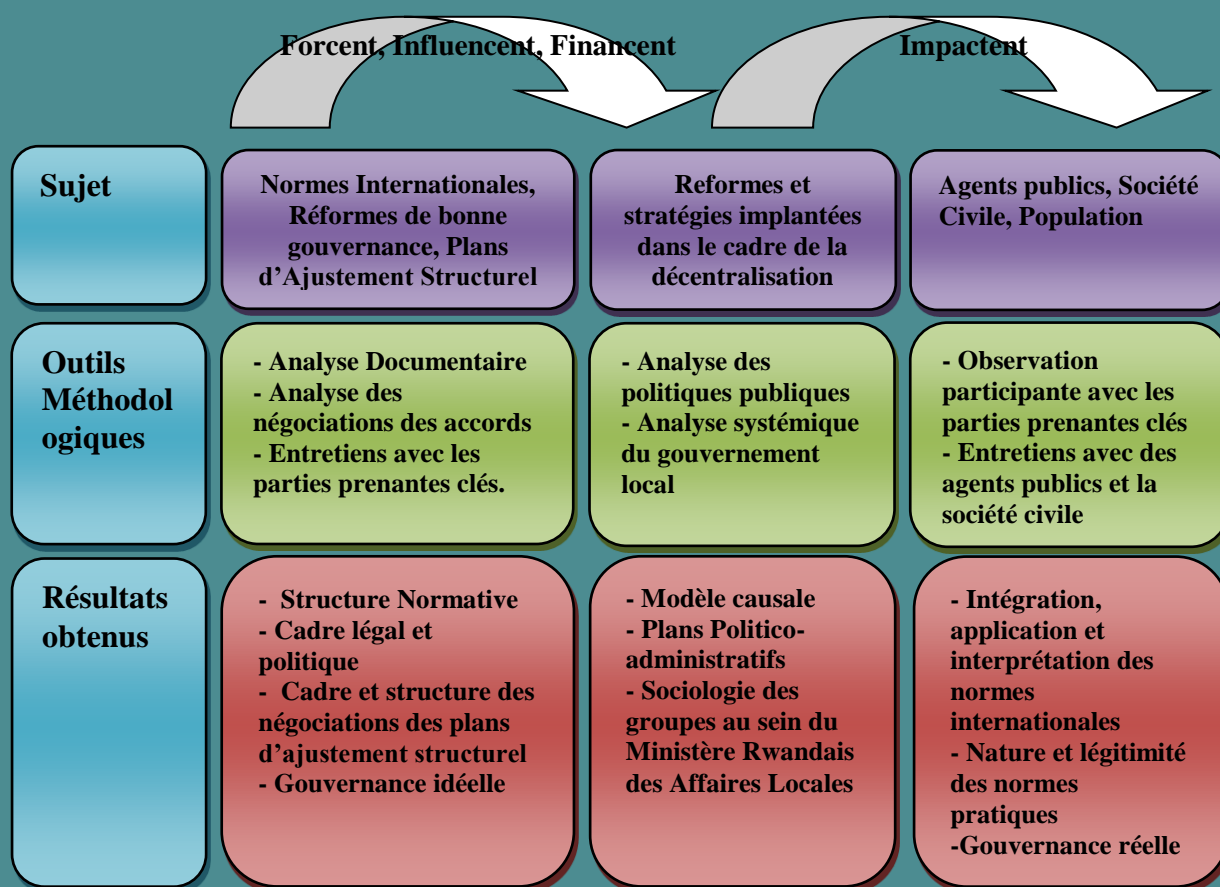 Forcent, Influencent, Financent
Impactent
Sujet
Normes Internationales,
Réformes de bonne
gouvernance, Plans
d’Ajustement Structurel
Reformes et
stratégies implantées
dans le cadre de la
décentralisation
Agents publics, Société
Civile, Population
Outils
Méthodol
ogiques
- Analyse Documentaire
- Analyse des
négociations des accords
- Entretiens avec les
parties prenantes clés.
- Analyse des
politiques publiques
- Analyse systémique
du gouvernement
local
- Observation
participante avec les
parties prenantes clés
- Entretiens avec des
agents publics et la
société civile
Résultats
obtenus
- Structure Normative
- Cadre légal et
politique
- Cadre et structure des
négociations des plans
d’ajustement structurel
- Gouvernance idéelle
- Modèle causale
- Plans Politico-
administratifs
- Sociologie des
groupes au sein du
Ministère Rwandais
des Affaires Locales
- Intégration,
application et
interprétation des
normes
internationales
- Nature et légitimité
des normes
pratiques
-Gouvernance réelle